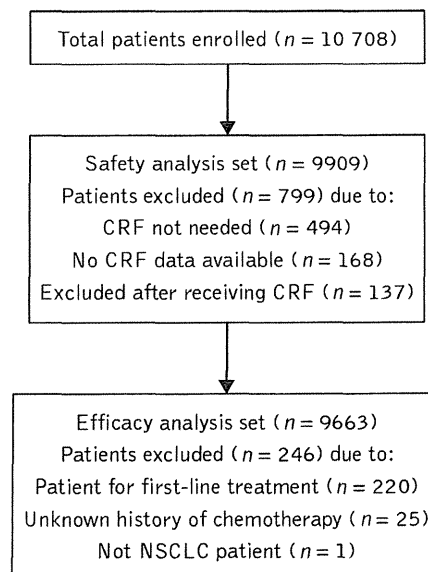 Total patients enrolled (n = 10 708)
Safety analysis set (n = 9909)
Patients excluded (n = 799) due to:
CRF not needed (n = 494)
No CRF data available (n = 168)
Excluded after receiving CRF (n = 137)
Efficacy analysis set (n = 9663)
Patients excluded (n = 246) due to:
Patient for first-line treatment (n = 220)
Unknown history of chemotherapy (n = 25)
Not NSCLC patient (n = 1)